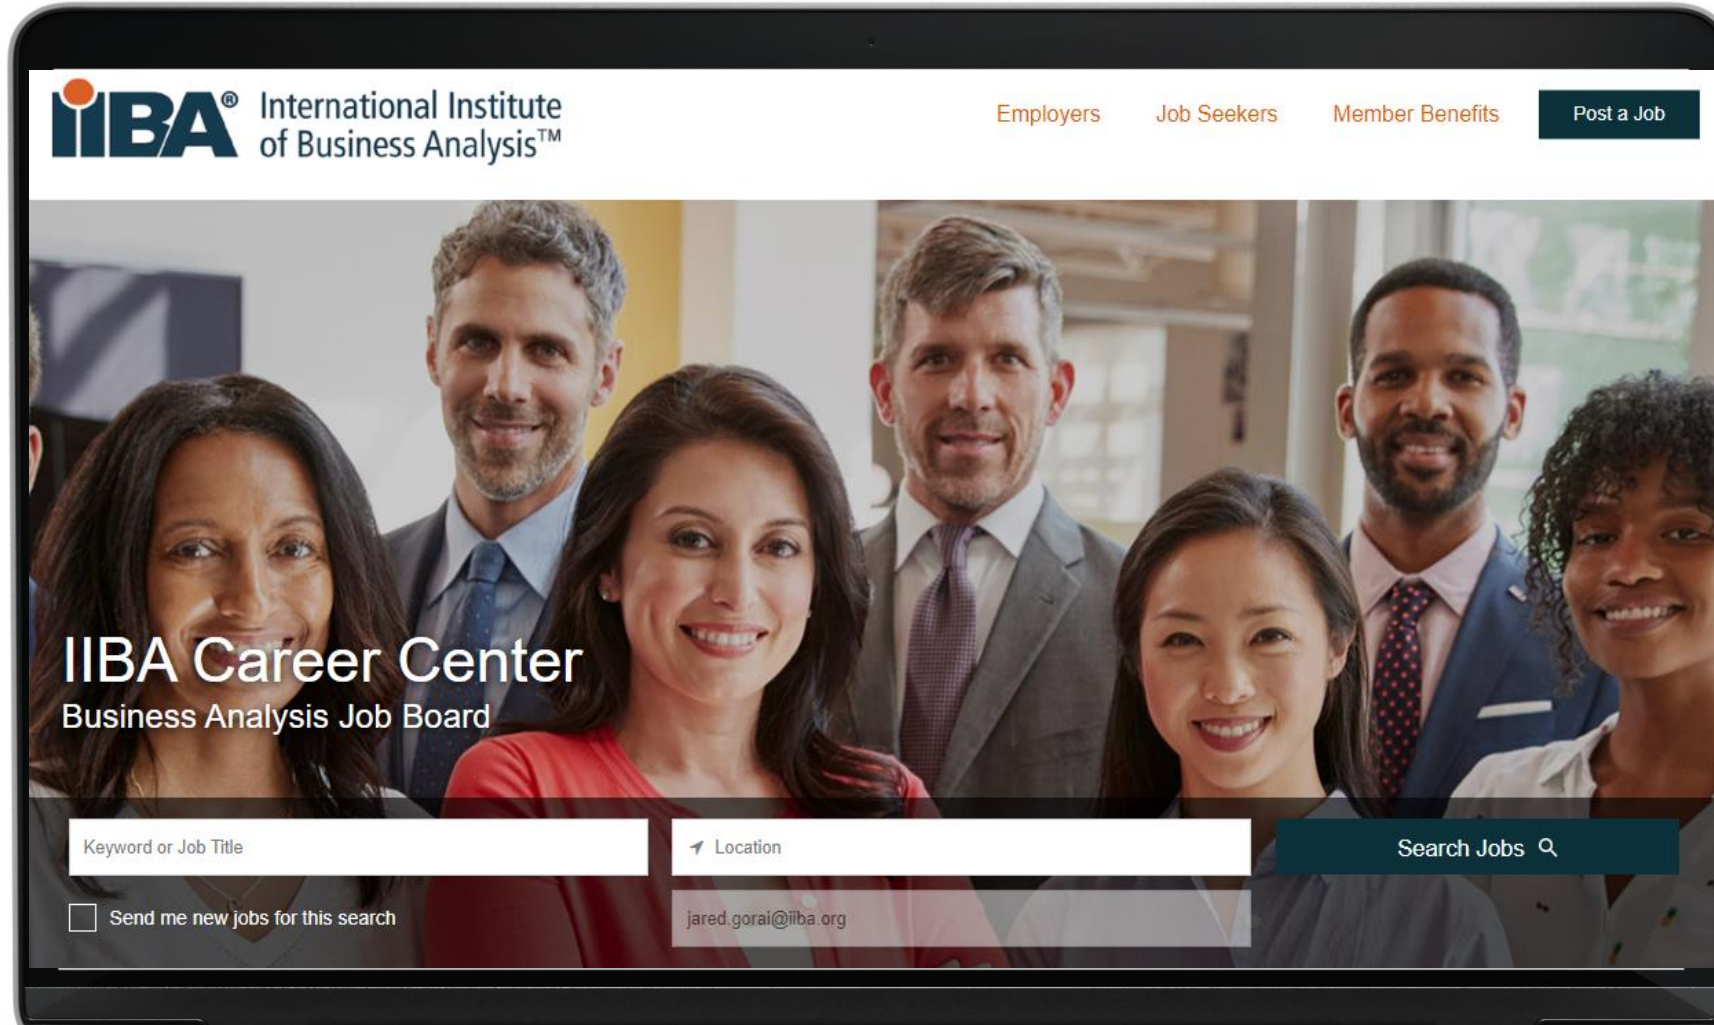 iiBA® International Institute
of Business Analysis™
Employers Job Seekers Member Benefits Post a Job
IIBA Career Center
Business Analysis Job Board
Keyword or Job Title Location Search Jobs
Send me new jobs for this search jared.gorai@iiba.org